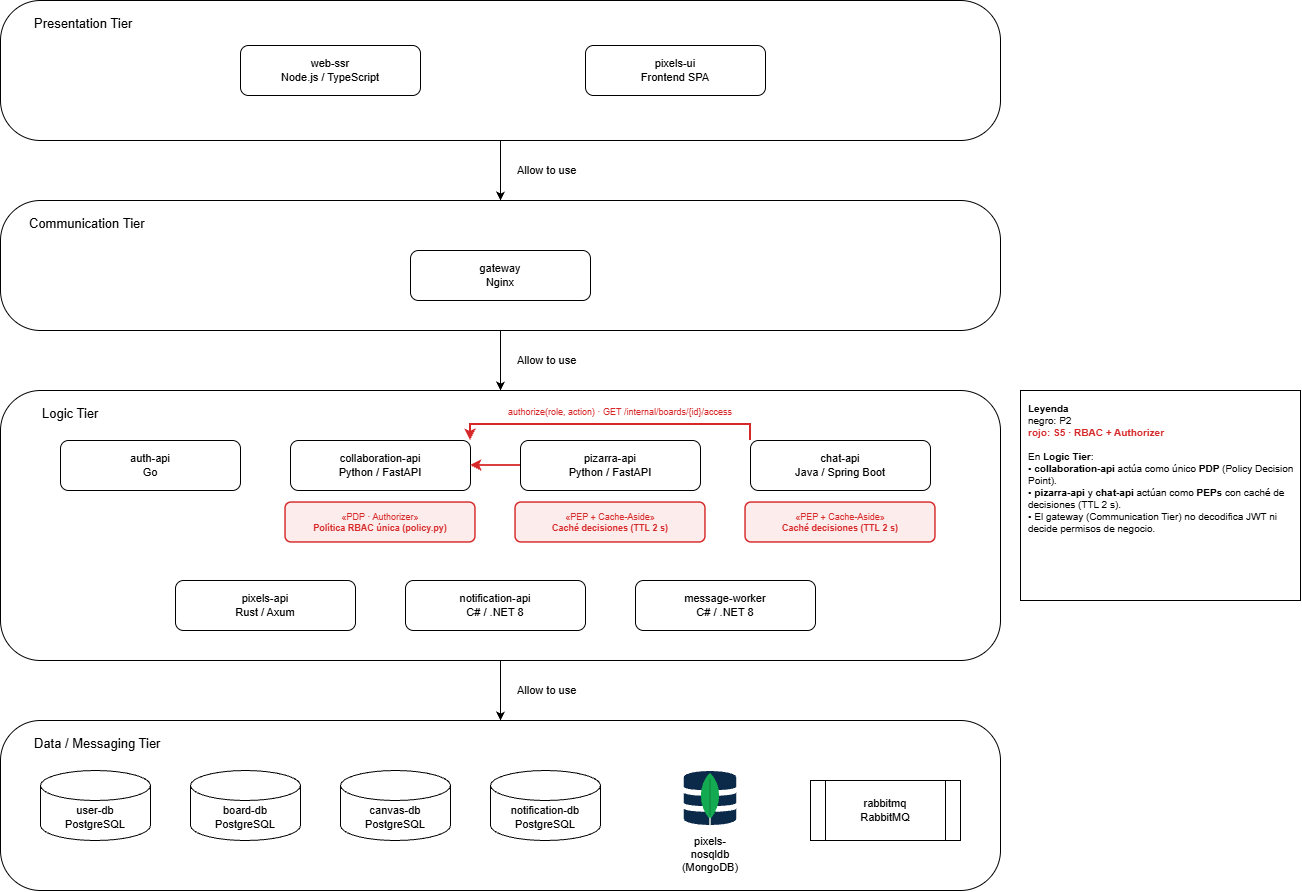 Presentation Tier
web-ssr
Node.js / TypeScript
pixels-ui
Frontend SPA
Allow to use
Communication Tier
gateway
Nginx
Allow to use
Logic Tier
authorize(role, action) · GET /internal/boards/{id}/access
auth-api
Go
collaboration-api
Python / FastAPI
pizarra-api
Python / FastAPI
chat-api
Java / Spring Boot
«PDP · Authorizer»
Política RBAC única (policy.py)
«PEP + Cache-Aside»
Caché decisiones (TTL 2 s)
«PEP + Cache-Aside»
Caché decisiones (TTL 2 s)
pixels-api
Rust / Axum
notification-api
C# / .NET 8
message-worker
C# / .NET 8
Leyenda
negro: P2
rojo: S5 · RBAC + Authorizer
En Logic Tier:
• collaboration-api actúa como único PDP (Policy Decision
Point).
• pizarra-api y chat-api actúan como PEPs con caché de
decisiones (TTL 2 s).
• El gateway (Communication Tier) no decodifica JWT ni
decide permisos de negocio.
Allow to use
Data / Messaging Tier
user-db
PostgreSQL
board-db
PostgreSQL
canvas-db
PostgreSQL
notification-db
PostgreSQL
pixels-
nosqldb
(MongoDB)
rabbitmq
RabbitMQ